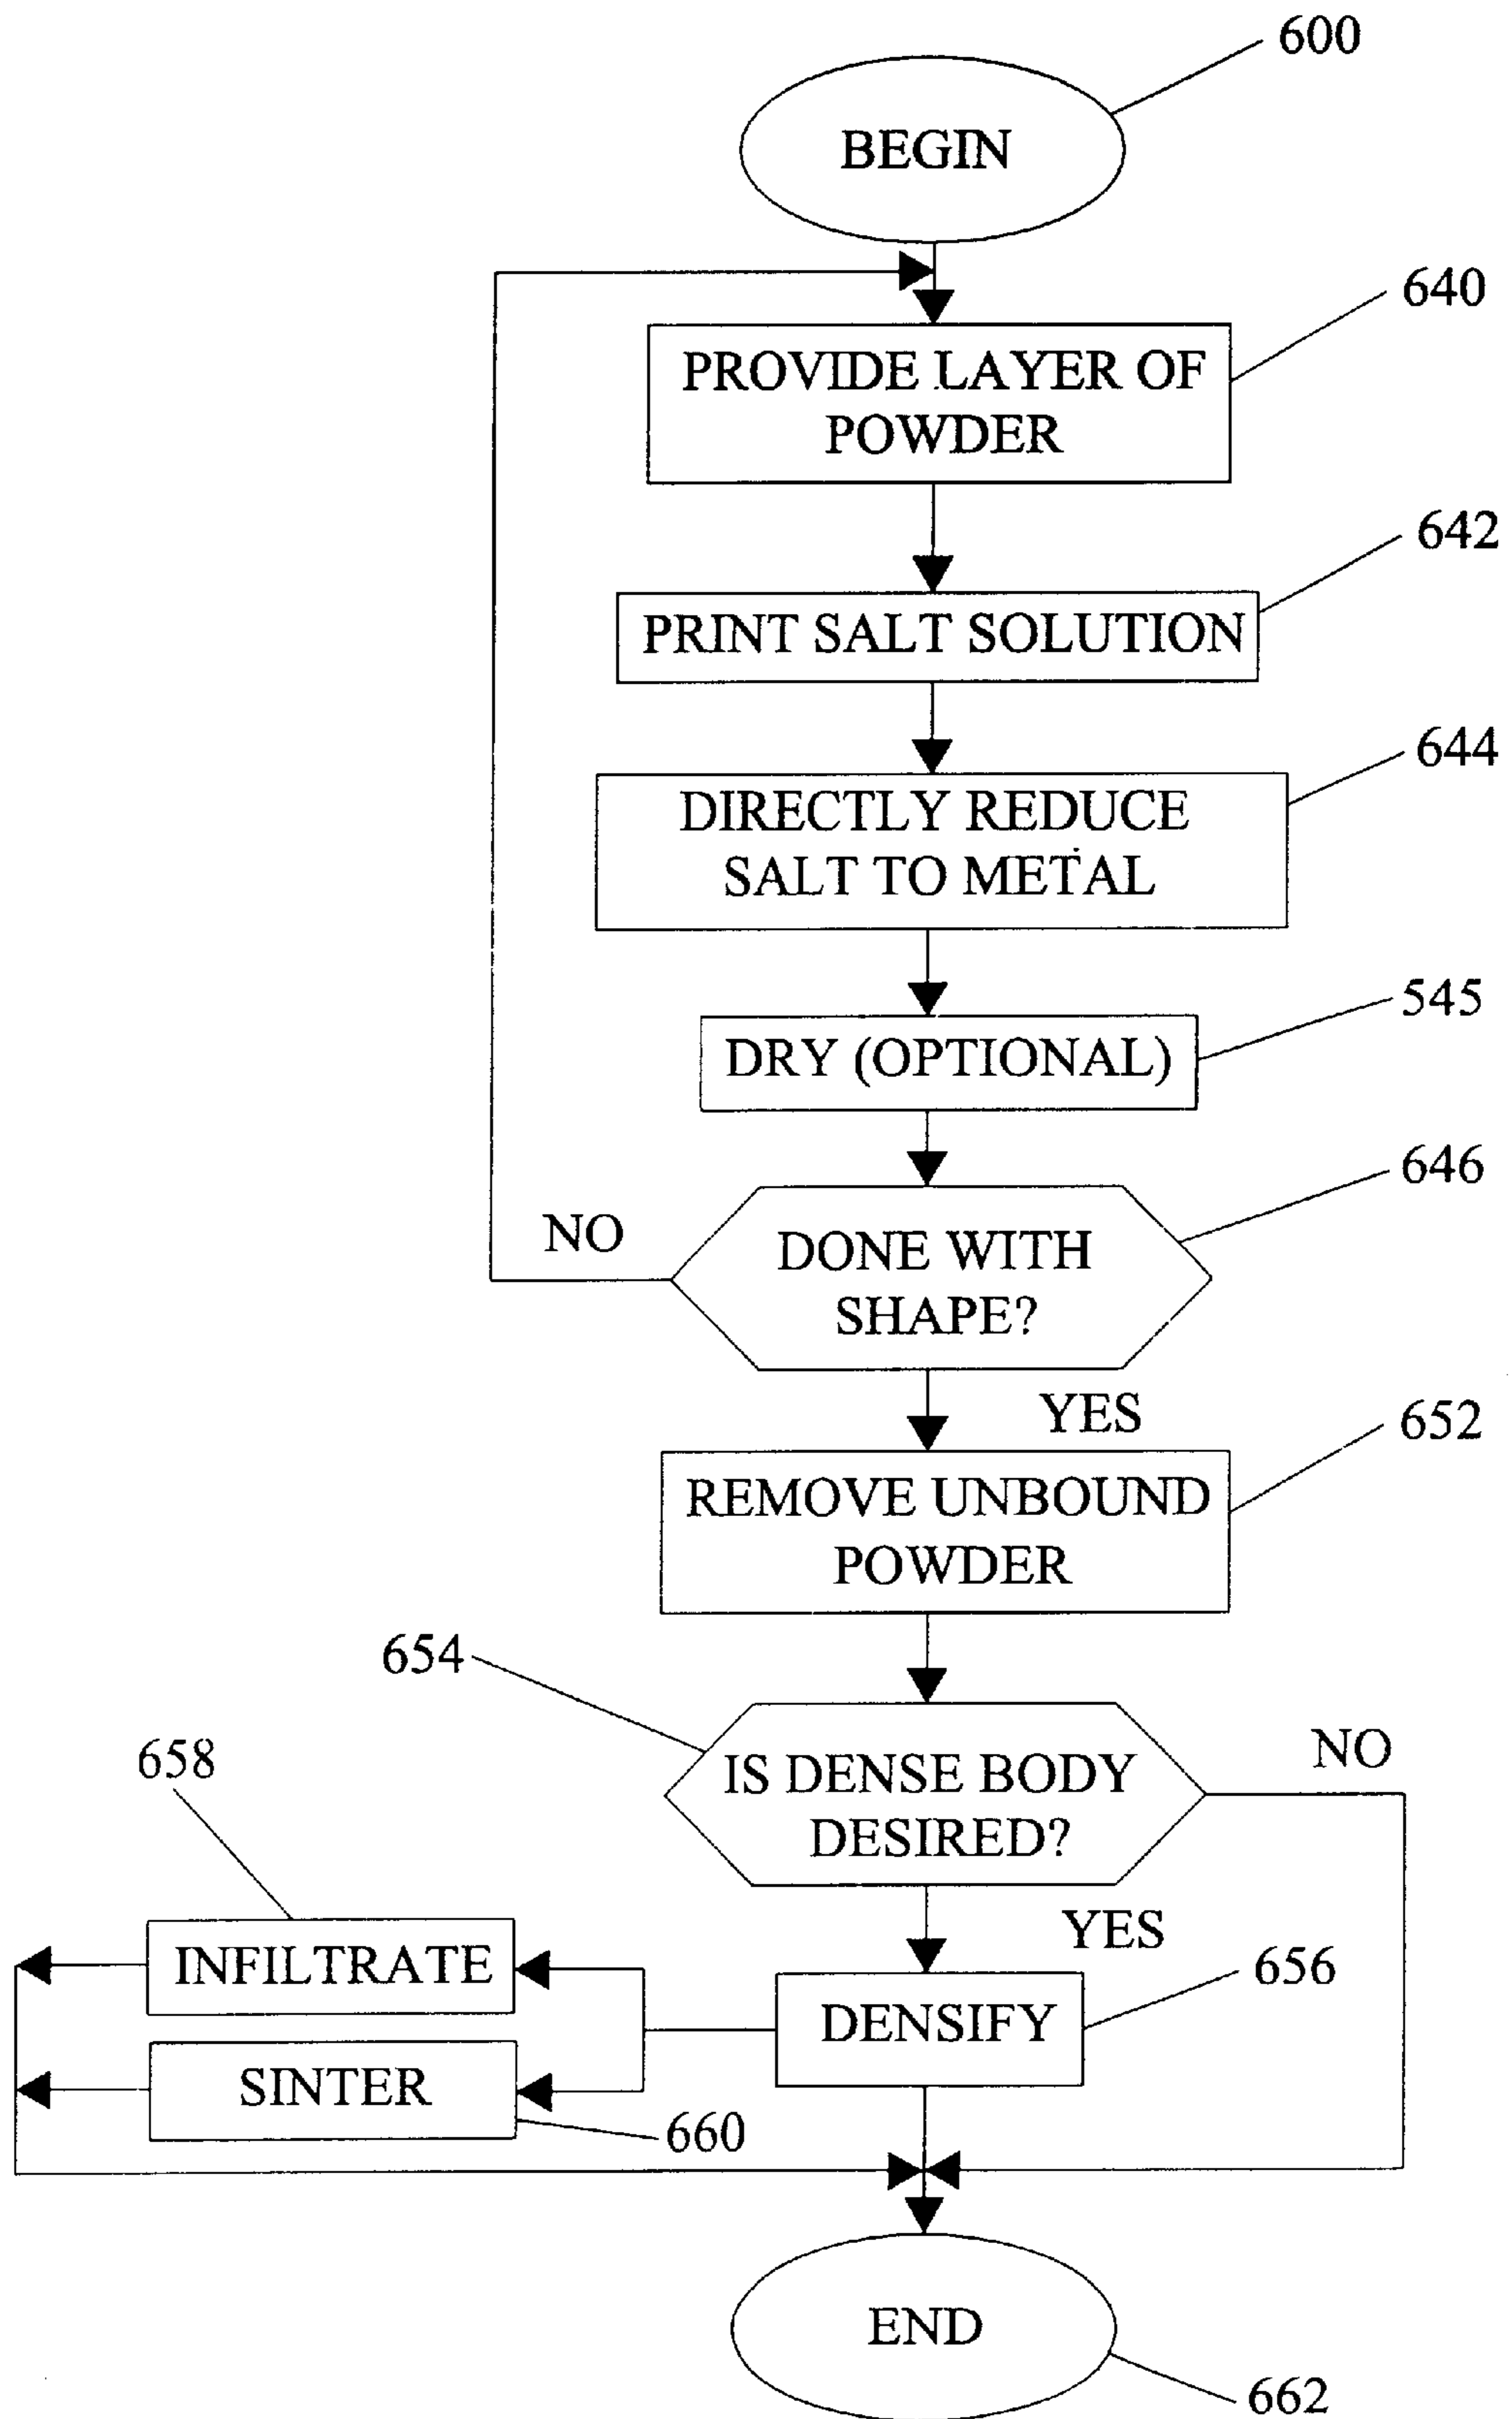 600
BEGIN
640
PROVIDE LAYER OF
POWDER
642
PRINT SALT SOLUTION
644
DIRECTLY REDUCE
SALT TO METAL
545
DRY (OPTIONAL)
646
NO
DONE WITH
SHAPE?
YES
652
REMOVE UNBOUND
POWDER
654
NO
IS DENSE BODY
DESIRED?
658
YES
INFILTRATE
656
DENSIFY
SINTER
660
END
662